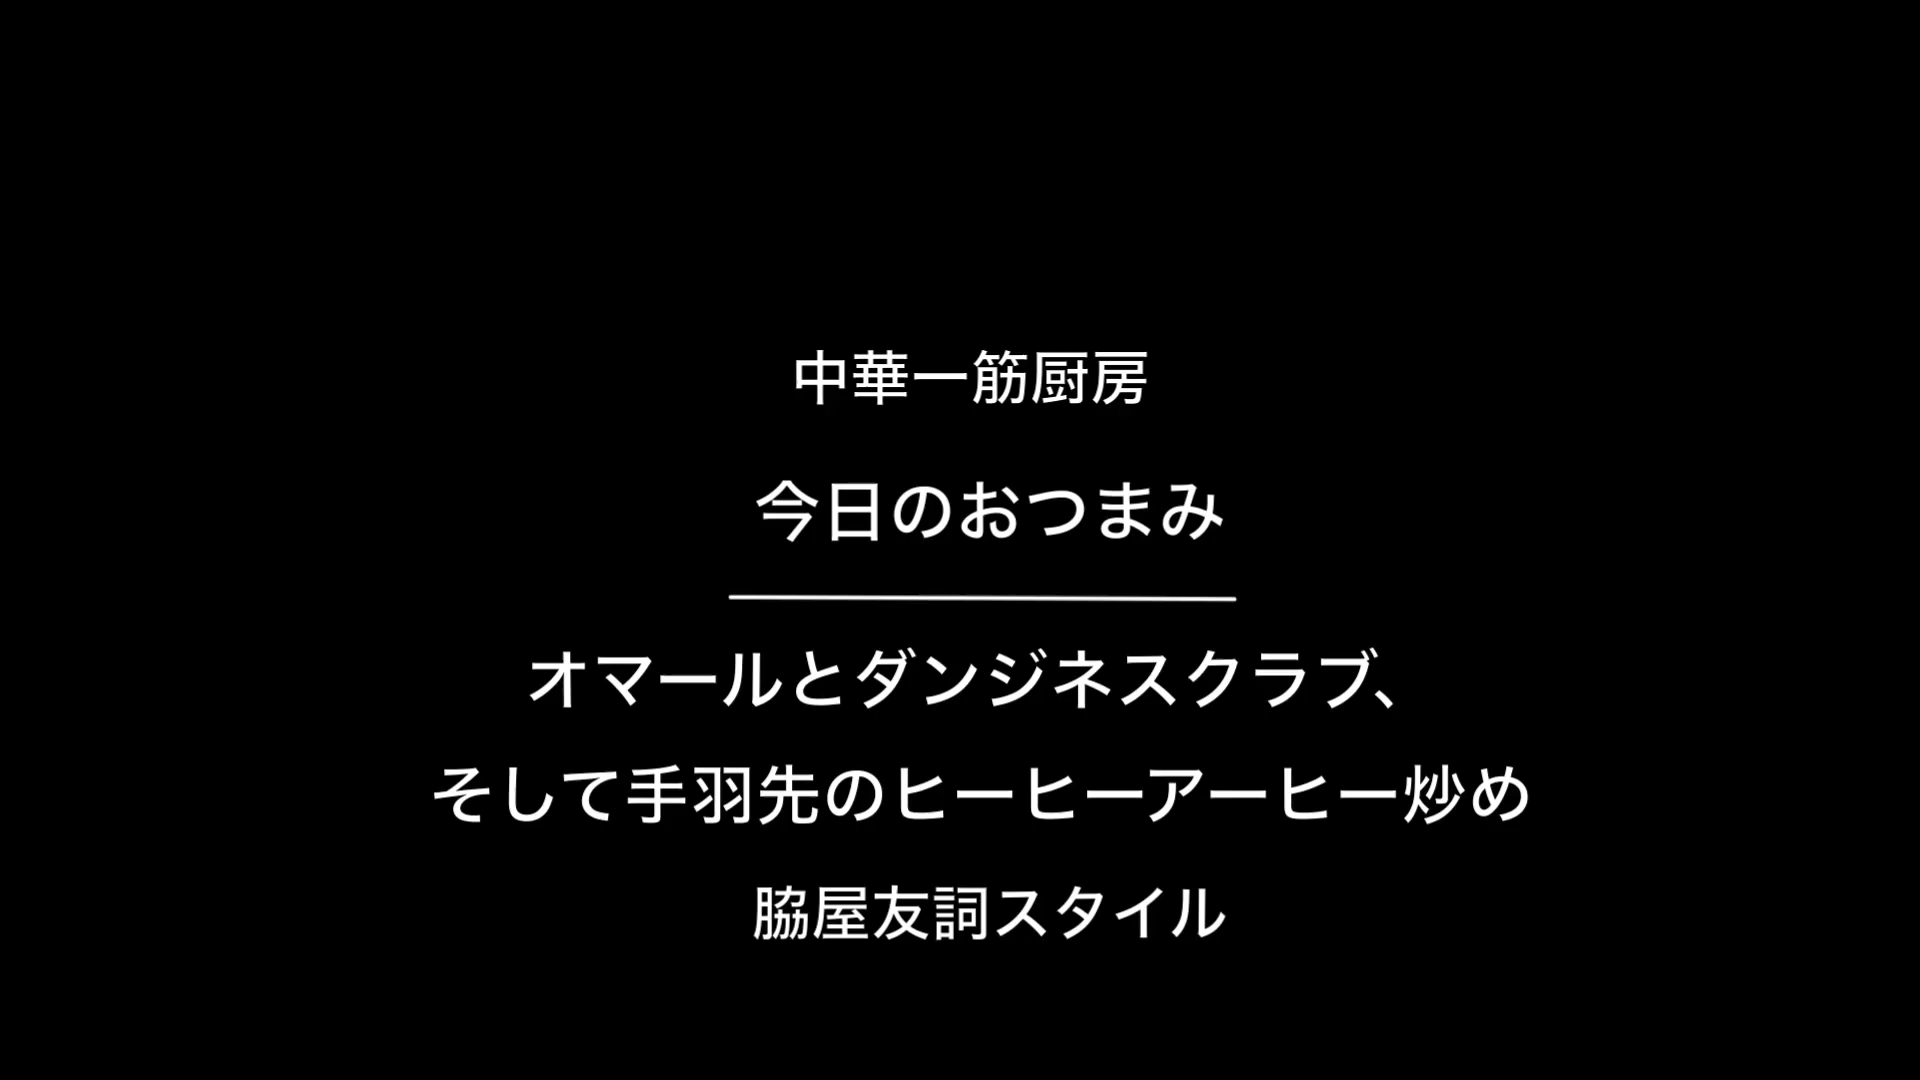 中華一筋厨房
今日のおつまみ
オマールとダンジネスクラブ、
そして手羽先のヒーヒーアーヒー炒め
脇屋友詞スタイル